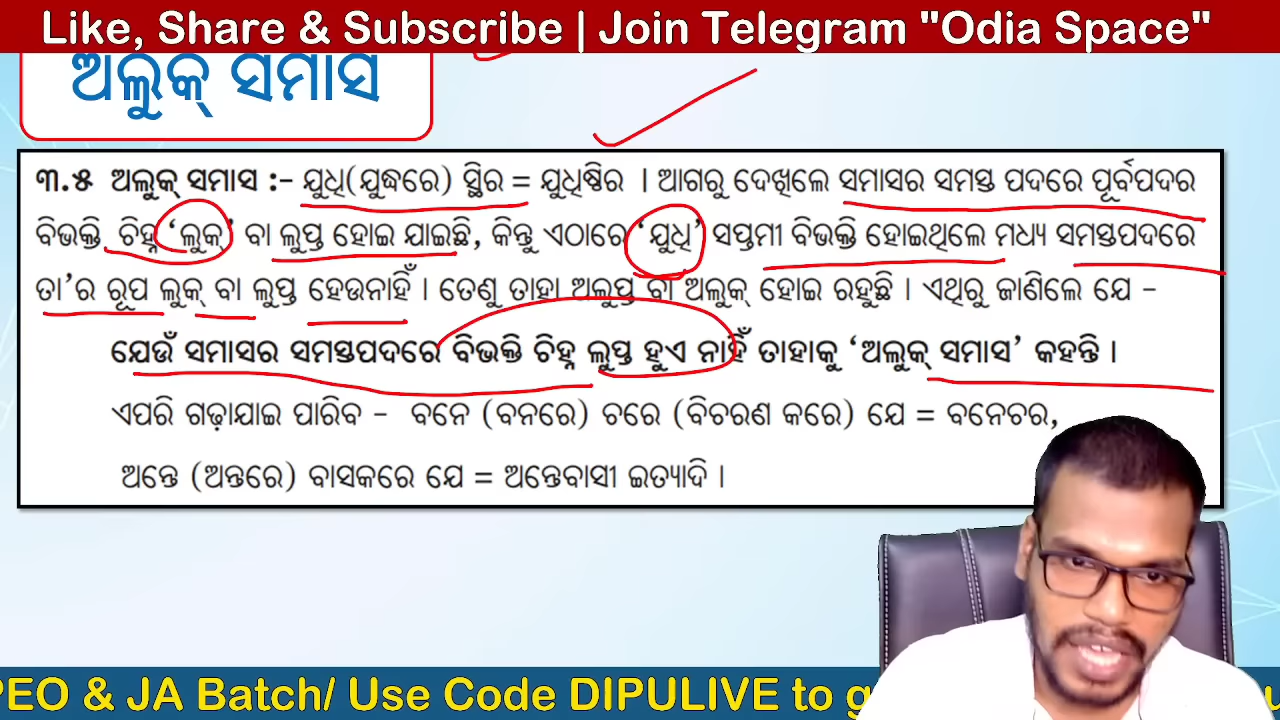 Like, Share & Subscribe | Join Telegram "Odia Space"
ଅଲୁକ୍ ସମାସ
୩.୫ ଅଲୁକ୍ ସମାସ :- ଯୁଧି(ଯୁଦ୍ଧରେ) ସ୍ଥିର = ଯୁଧିଷ୍ଠିର । ଆଗରୁ ଦେଖିଲେ ସମାସର ସମସ୍ତ ପଦରେ ପୂର୍ବପଦର
ବିଭକ୍ତି ଚିହ୍ନ ‘ଲୁକ୍’ ବା ଲୁପ୍ତ ହୋଇ ଯାଇଛି, କିନ୍ତୁ ଏଠାରେ ‘ଯୁଧି’ ସପ୍ତମୀ ବିଭକ୍ତି ହୋଇଥିଲେ ମଧ୍ୟ ସମସ୍ତପଦରେ
ତା’ର ରୂପ ଲୁକ୍ ବା ଲୁପ୍ତ ହେଉନାହିଁ । ତେଣୁ ତାହା ଅଲୁପ୍ତ ବା ଅଲୁକ୍ ହୋଇ ରହୁଛି । ଏଥିରୁ ଜାଣିଲେ ଯେ -
ଯେଉଁ ସମାସର ସମସ୍ତପଦରେ ବିଭକ୍ତି ଚିହ୍ନ ଲୁପ୍ତ ହୁଏ ନାହିଁ ତାହାକୁ ‘ଅଲୁକ୍ ସମାସ’ କହନ୍ତି ।
ଏପରି ଗଢ଼ାଯାଇ ପାରିବ - ବନେ (ବନରେ) ଚରେ (ବିଚରଣ କରେ) ଯେ = ବନେଚର,
ଅନ୍ତେ (ଅନ୍ତରେ) ବାସକରେ ଯେ = ଅନ୍ତେବାସୀ ଇତ୍ୟାଦି ।
PEO & JA Batch/ Use Code DIPULIVE to